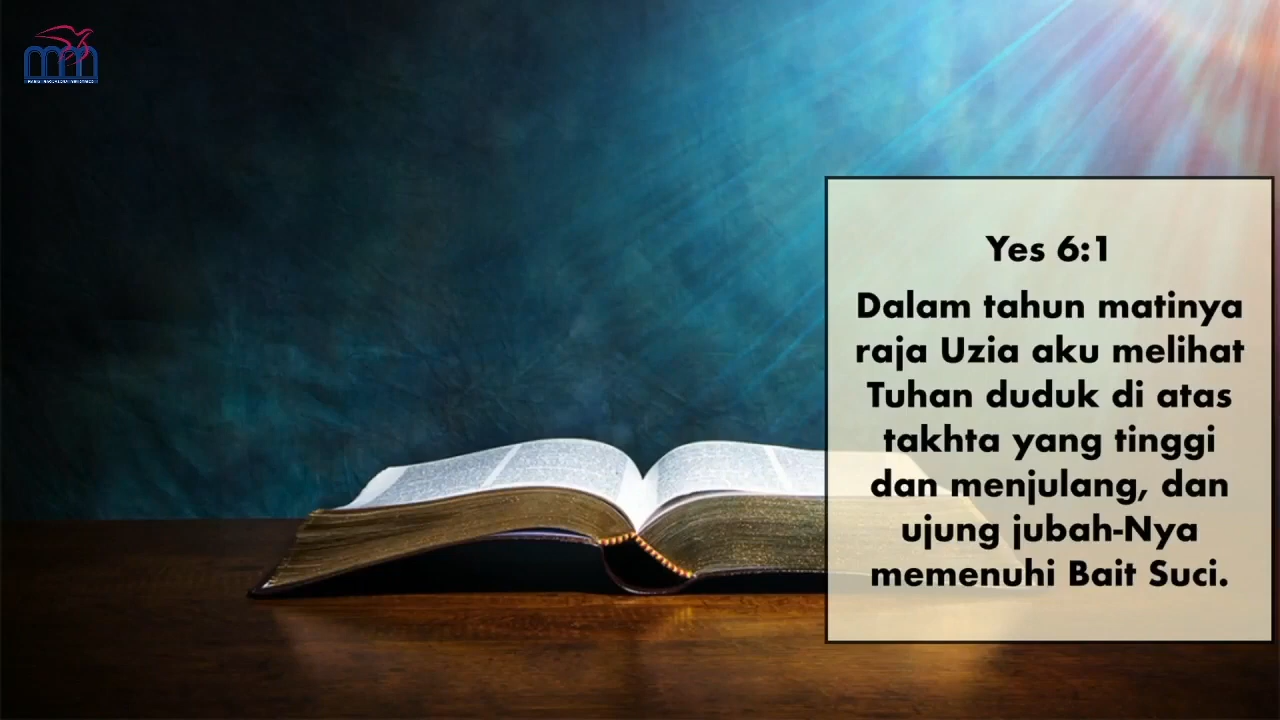 Yes 6:1
Dalam tahun matinya
raja Uzia aku melihat
Tuhan duduk di atas
takhta yang tinggi
dan menjulang, dan
ujung jubah-Nya
memenuhi Bait Suci.